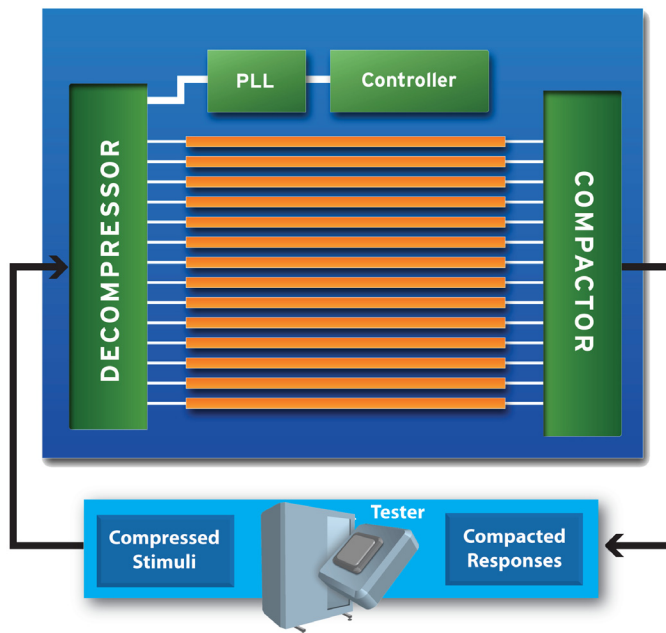 PLL
Controller
DECOMPRESSOR
COMPACTOR
Tester
Compressed
Stimuli
Compacted
Responses